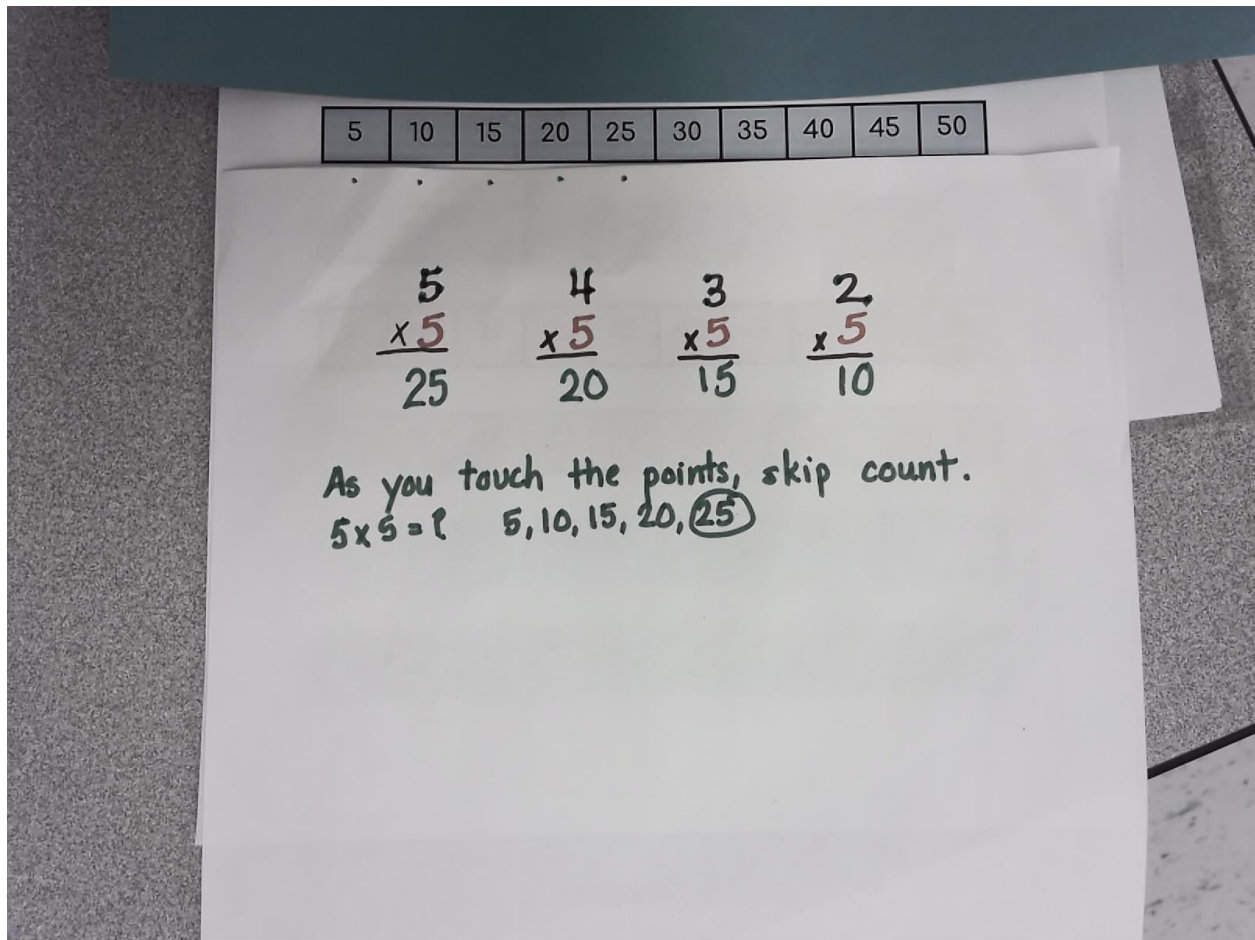 5 10 15 20 25 30 35 40 45 50
5 4 3 2
x5 x5 x5 x5
25 20 15 10
As you touch the points, skip count.
5x5=? 5, 10, 15, 20, 25